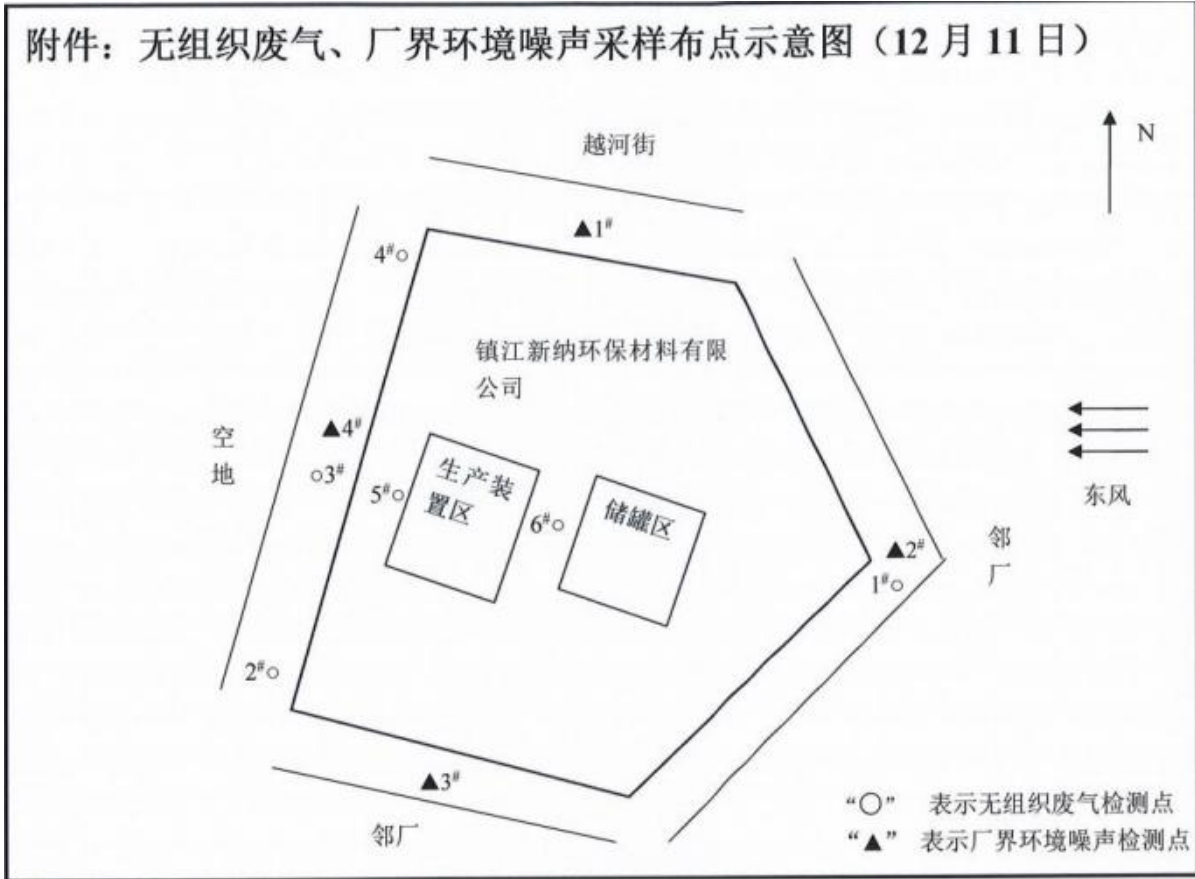 附件：无组织废气、厂界环境噪声采样布点示意图（12 月 11 日）
越河街
N
▲1#
4#○
镇江新纳环保材料有限
公司
空
地
▲4#
○3#
5#○
生产装
置区
6#○
储罐区
东风
▲2#
1#○
邻
厂
2#○
▲3#
邻厂
“○” 表示无组织废气检测点
“▲” 表示厂界环境噪声检测点